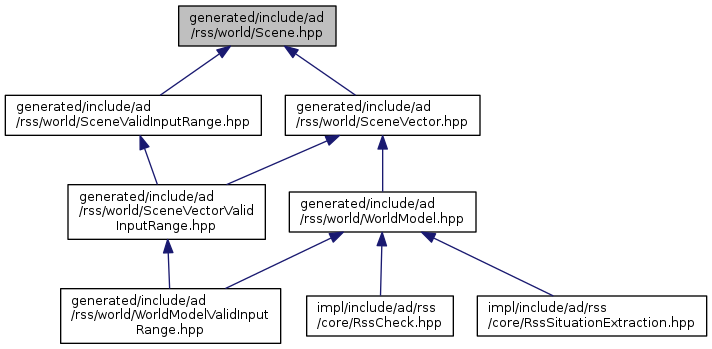 generated/include/ad
/rss/world/Scene.hpp
generated/include/ad
/rss/world/SceneValidInputRange.hpp
generated/include/ad
/rss/world/SceneVector.hpp
generated/include/ad
/rss/world/SceneVectorValid
InputRange.hpp
generated/include/ad
/rss/world/WorldModel.hpp
generated/include/ad
/rss/world/WorldModelValidInput
Range.hpp
impl/include/ad/rss
/core/RssCheck.hpp
impl/include/ad/rss
/core/RssSituationExtraction.hpp